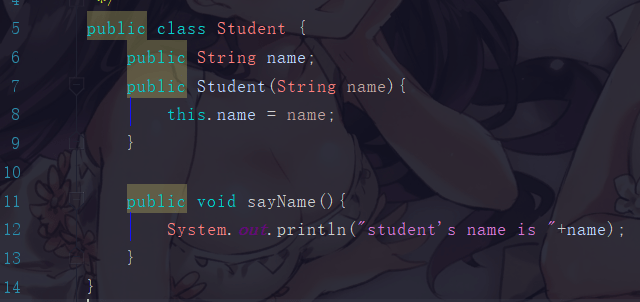 */
5 public class Student {
6 public String name;
7 public Student(String name){
8 this.name = name;
9 }
10
11 public void sayName(){
12 System.out.println("student's name is "+name);
13 }
14 }